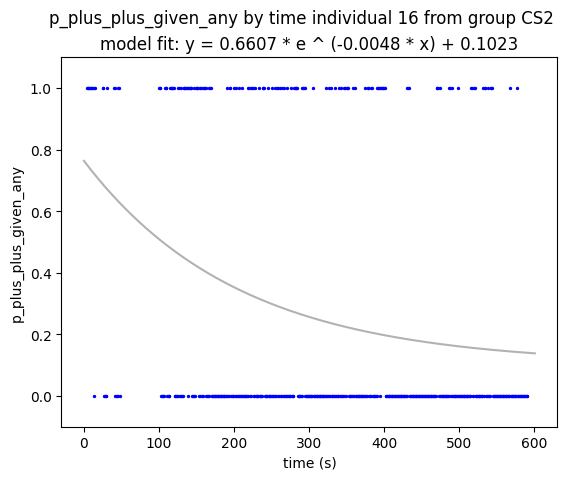 p_plus_plus_given_any by time individual 16 from group CS2
model fit: y = 0.6607 * e ^ (-0.0048 * x) + 0.1023
1.0
0.8
0.6
0.4
0.2
0.0
p_plus_plus_given_any
0 100 200 300 400 500 600
time (s)